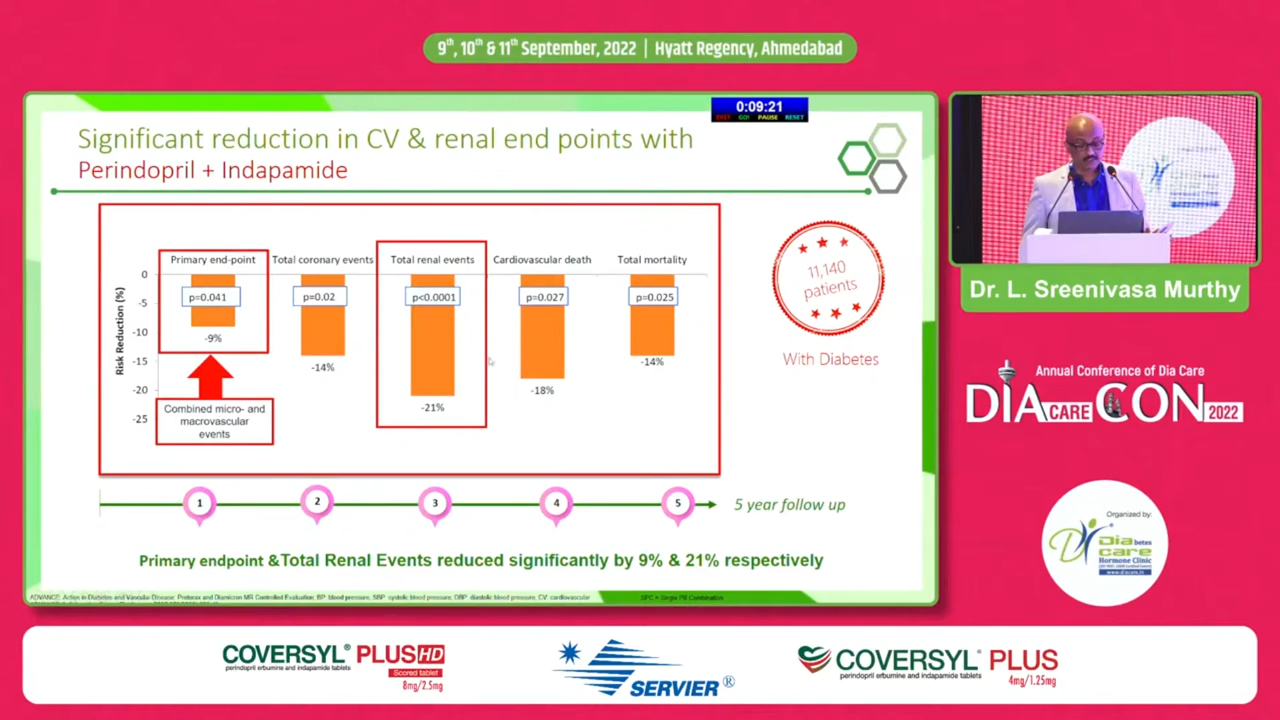 9th, 10th & 11th September, 2022 | Hyatt Regency, Ahmedabad
0:09:21
EXIT GO! PAUSE RESET
Significant reduction in CV & renal end points with
Perindopril + Indapamide
Primary end-point Total coronary events Total renal events Cardiovascular death Total mortality
Risk Reduction (%)
0
-5
-10
-15
-20
-25
p=0.041 p=0.02 p<0.0001 p=0.027 p=0.025
-9%
-14%
-21%
-18%
-14%
Combined micro- and
macrovascular
events
11,140
patients
With Diabetes
1 2 3 4 5
5 year follow up
Primary endpoint &Total Renal Events reduced significantly by 9% & 21% respectively
ADVANCE: Action in Diabetes and Vascular Disease: Preterax and Diamicron MR Controlled Evaluation; BP: blood pressure, SBP: systolic blood pressure, DBP: diastolic blood pressure, CV: cardiovascular
SPC = Single Pill Combination
Dr. L. Sreenivasa Murthy
Annual Conference of Dia Care
DIA CARE CON 2022
Organized by:
Diabetes
care
Hormone Clinic
www.diacare.in
COVERSYL® PLUS HD
perindopril erbumine and indapamide tablets
Scored tablet
8mg/2.5mg
SERVIER®
COVERSYL® PLUS
perindopril erbumine and indapamide tablets
4mg/1.25mg